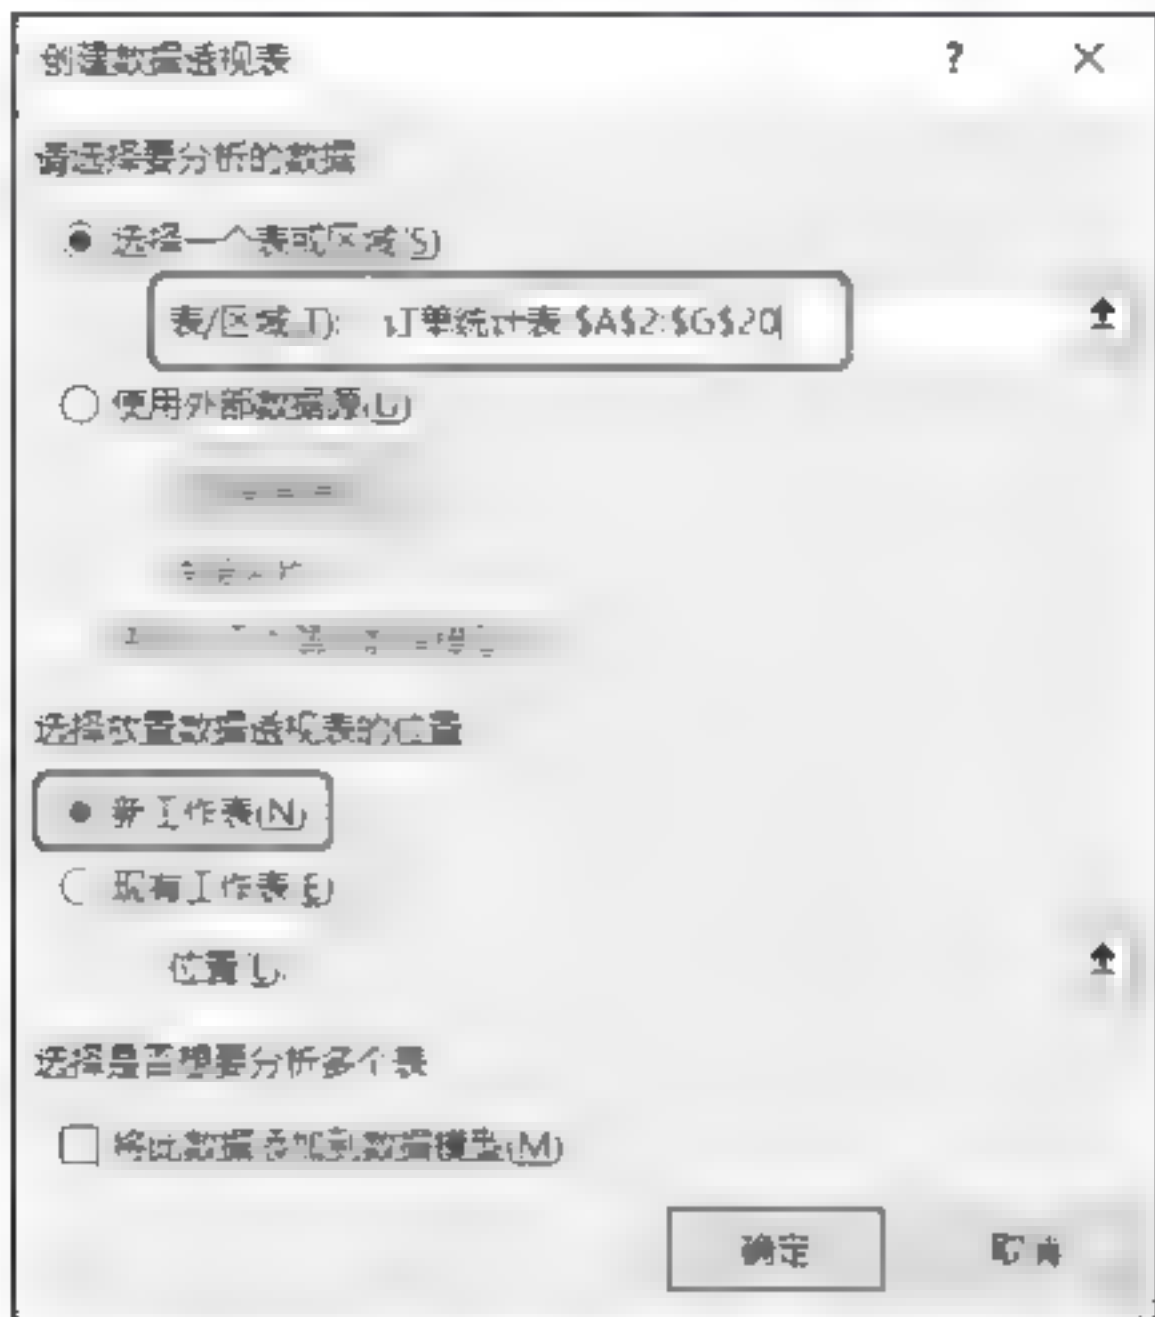 创建数据透视表 ? ×
请选择要分析的数据
选择一个表或区域(S)
表/区域(T): 订单统计表!$A$2:$G$20
使用外部数据源(U)
选择放置数据透视表的位置
新工作表(N)
现有工作表(E)
位置(L):
选择是否想要分析多个表
将此数据添加到数据模型(M)
确定 取消